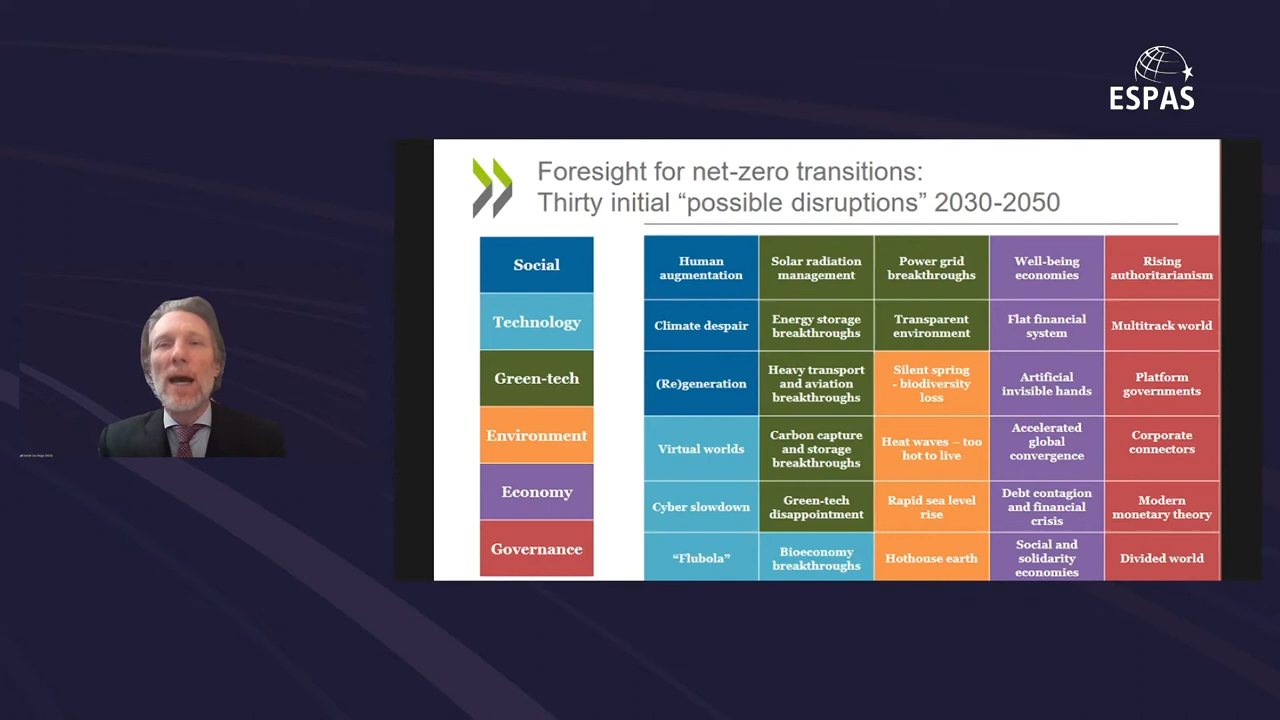 ESPAS
Foresight for net-zero transitions:
Thirty initial “possible disruptions” 2030-2050
Social
Technology
Green-tech
Environment
Economy
Governance
Human
augmentation
Solar radiation
management
Power grid
breakthroughs
Well-being
economies
Rising
authoritarianism
Climate despair
Energy storage
breakthroughs
Transparent
environment
Flat financial
system
Multitrack world
(Re)generation
Heavy transport
and aviation
breakthroughs
Silent spring
- biodiversity
loss
Artificial
invisible hands
Platform
governments
Virtual worlds
Carbon capture
and storage
breakthroughs
Heat waves – too
hot to live
Accelerated
global
convergence
Corporate
connectors
Cyber slowdown
Green-tech
disappointment
Rapid sea level
rise
Debt contagion
and financial
crisis
Modern
monetary theory
“Flubola”
Bioeconomy
breakthroughs
Hothouse earth
Social and
solidarity
economies
Divided world